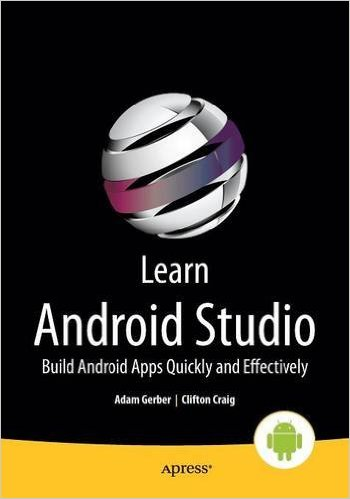 Learn
Android Studio
Build Android Apps Quickly and Effectively
Adam Gerber | Clifton Craig
Apress®